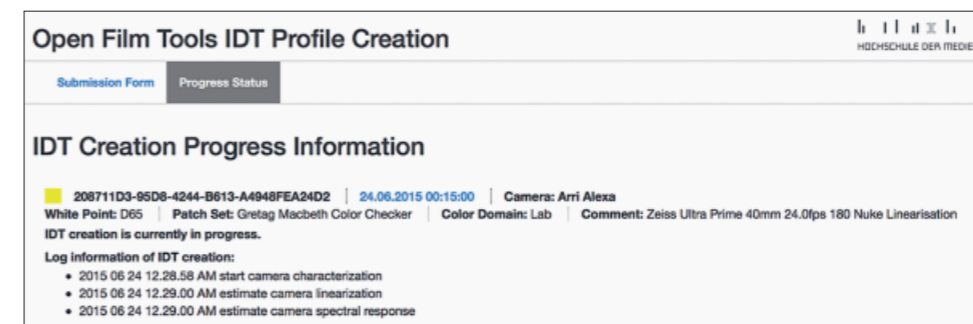 Open Film Tools IDT Profile Creation
HOCHSCHULE DER MEDIE
Submission Form Progress Status
IDT Creation Progress Information
208711D3-95D8-4244-B613-A4948FEA24D2 24.06.2015 00:15:00 Camera: Arri Alexa
White Point: D65 Patch Set: Gretag Macbeth Color Checker Color Domain: Lab Comment: Zeiss Ultra Prime 40mm 24.0fps 180 Nuke Linearisation
IDT creation is currently in progress.
Log information of IDT creation:
• 2015 06 24 12.28.58 AM start camera characterization
• 2015 06 24 12.29.00 AM estimate camera linearization
• 2015 06 24 12.29.00 AM estimate camera spectral response